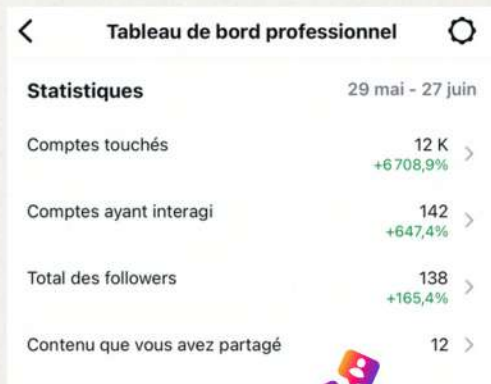 Tableau de bord professionnel
Statistiques 29 mai - 27 juin
Comptes touchés 12 K
+6 708,9%
Comptes ayant interagi 142
+647,4%
Total des followers 138
+165,4%
Contenu que vous avez partagé 12